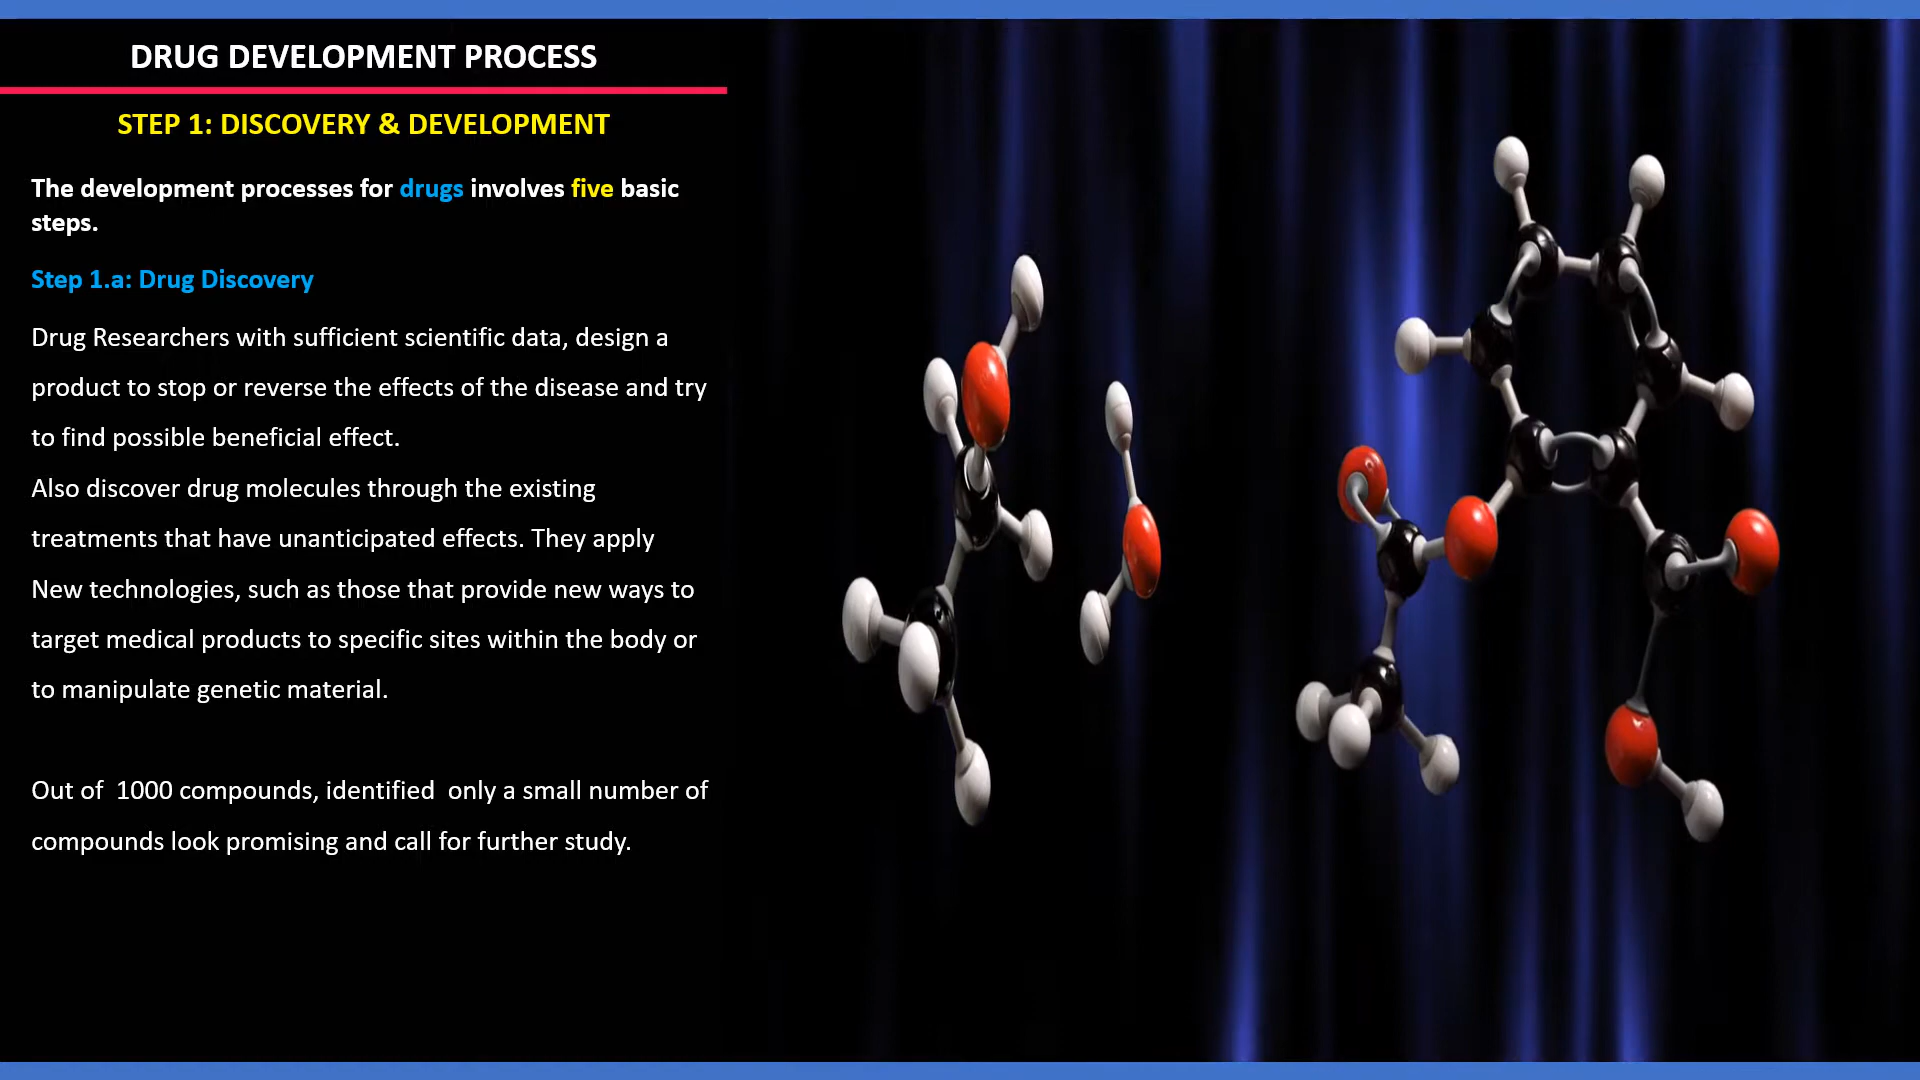 DRUG DEVELOPMENT PROCESS
STEP 1: DISCOVERY & DEVELOPMENT
The development processes for drugs involves five basic
steps.
Step 1.a: Drug Discovery
Drug Researchers with sufficient scientific data, design a
product to stop or reverse the effects of the disease and try
to find possible beneficial effect.
Also discover drug molecules through the existing
treatments that have unanticipated effects. They apply
New technologies, such as those that provide new ways to
target medical products to specific sites within the body or
to manipulate genetic material.
Out of  1000 compounds, identified  only a small number of
compounds look promising and call for further study.